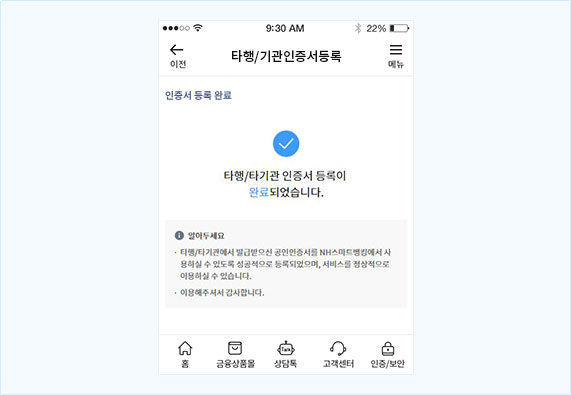 9:30 AM
22%
이전
타행/기관인증서등록
메뉴
인증서 등록 완료
타행/타기관 인증서 등록이
완료되었습니다.
알아두세요
· 타행/타기관에서 발급받으신 공인인증서를 NH스마트뱅킹에서 사
용하실 수 있도록 성공적으로 등록되었으며, 서비스를 정상적으로
이용하실 수 있습니다.
· 이용해주셔서 감사합니다.
홈
금융상품몰
Talk
상담톡
고객센터
인증/보안